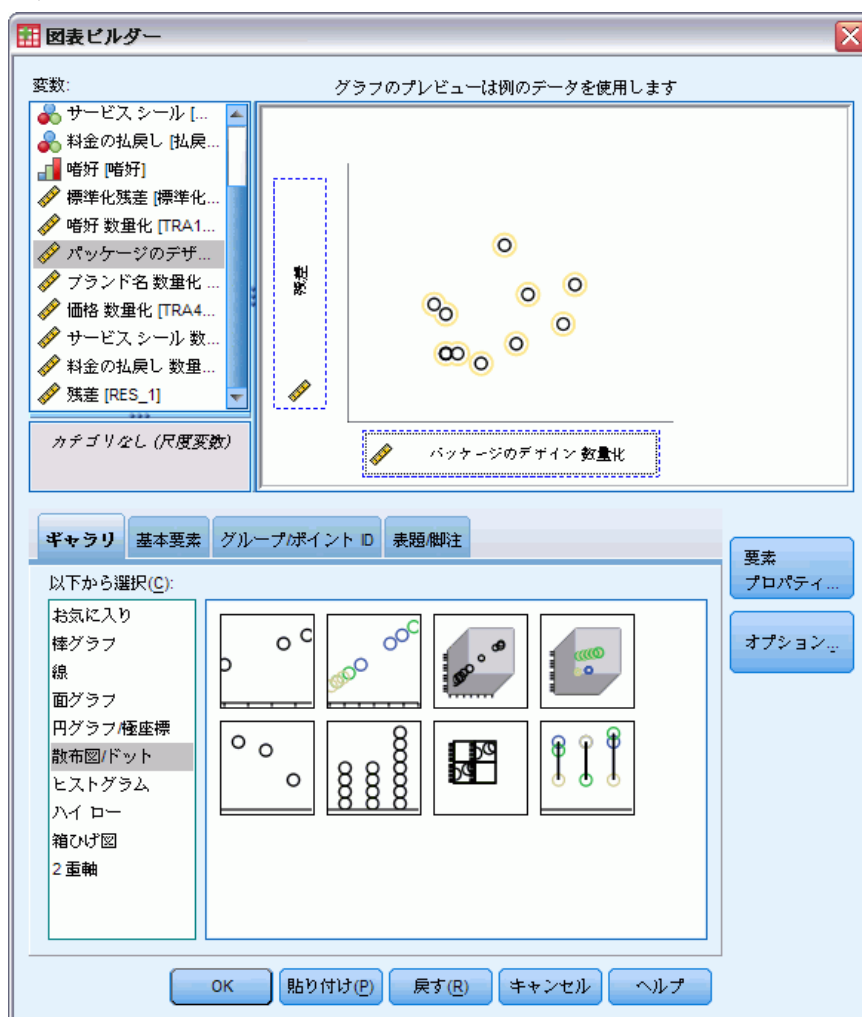 図表ビルダー
変数:
グラフのプレビューは例のデータを使用します
サービス シール [...
料金の払戻し [払戻...
嗜好 [嗜好]
標準化残差 [標準化...
嗜好 数量化 [TRA1...
パッケージのデザ...
ブランド名 数量化 ...
価格 数量化 [TRA4...
サービス シール 数...
料金の払戻し 数量...
残差 [RES_1]
カテゴリなし (尺度変数)
残差
パッケージのデザイン 数量化
ギャラリ
基本要素
グループ/ポイント ID
表題/脚注
以下から選択(C):
お気に入り
棒グラフ
線
面グラフ
円グラフ/極座標
散布図/ドット
ヒストグラム
ハイ ロー
箱ひげ図
2 重軸
要素
プロパティ...
オプション...
OK
貼り付け(P)
戻す(R)
キャンセル
ヘルプ